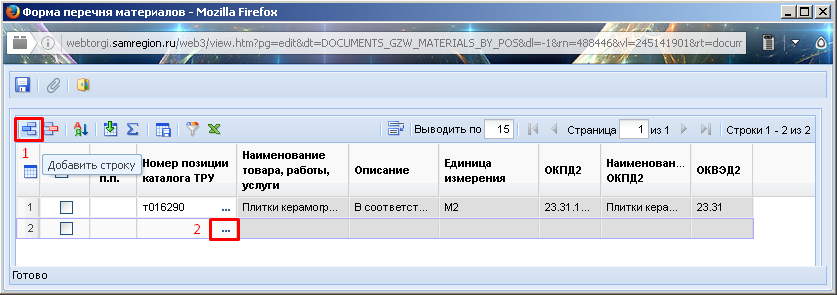 Форма перечня материалов - Mozilla Firefox
webtorgi.samregion.ru/web3/view.htm?pg=edit&dt=DOCUMENTS_GZW_MATERIALS_BY_POS&dl=-1&rn=488446&vl=245141901&rt=docum
Выводить по 15 Страница 1 из 1 Строки 1 - 2 из 2
1 Добавить строку
п.п. Номер позиции каталога ТРУ Наименование товара, работы, услуги Описание Единица измерения ОКПД2 Наименован... ОКПД2 ОКВЭД2
1 т016290 ... Плитки керамогр... В соответст... М2 23.31.1... Плитки кера... 23.31
2 2 ...
Готово